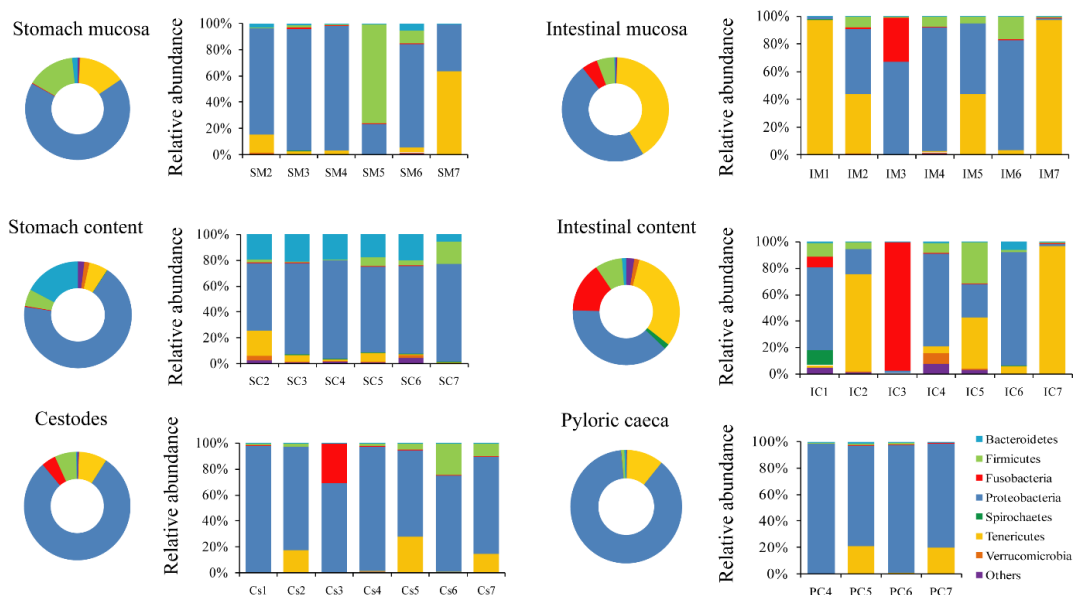 Stomach mucosa
Relative abundance
100%
80%
60%
40%
20%
0%
SM2 SM3 SM4 SM5 SM6 SM7
Intestinal mucosa
Relative abundance
100%
80%
60%
40%
20%
0%
IM1 IM2 IM3 IM4 IM5 IM6 IM7
Stomach content
Relative abundance
100%
80%
60%
40%
20%
0%
SC2 SC3 SC4 SC5 SC6 SC7
Intestinal content
Relative abundance
100%
80%
60%
40%
20%
0%
IC1 IC2 IC3 IC4 IC5 IC6 IC7
Cestodes
Relative abundance
100%
80%
60%
40%
20%
0%
Cs1 Cs2 Cs3 Cs4 Cs5 Cs6 Cs7
Pyloric caeca
Relative abundance
100%
80%
60%
40%
20%
0%
PC4 PC5 PC6 PC7
Bacteroidetes
Firmicutes
Fusobacteria
Proteobacteria
Spirochaetes
Tenericutes
Verrucomicrobia
Others